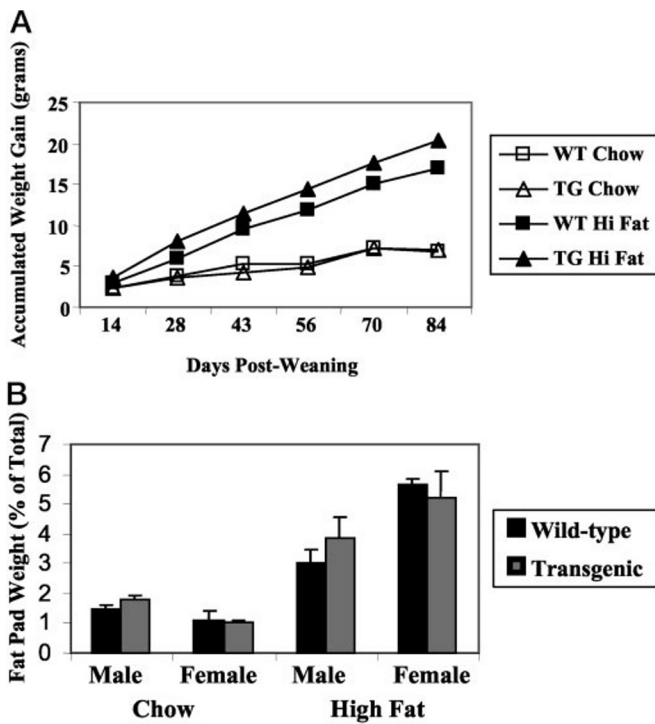 A
Accumulated Weight Gain (grams)
25
20
15
10
5
0
14 28 43 56 70 84
Days Post-Weaning
WT Chow
TG Chow
WT Hi Fat
TG Hi Fat
B
Fat Pad Weight (% of Total)
7
6
5
4
3
2
1
0
Male Female Male Female
Chow High Fat
Wild-type
Transgenic